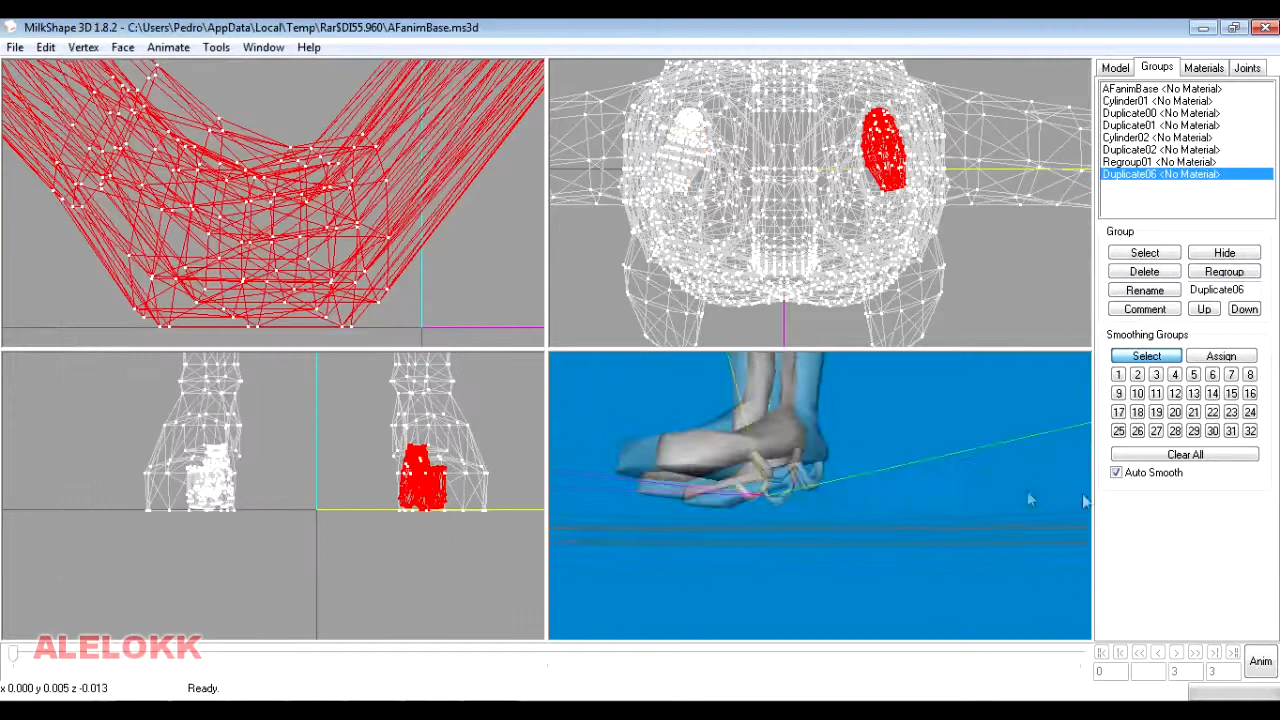 MilkShape 3D 1.8.2 - C:\Users\Pedro\AppData\Local\Temp\Rar$DI55.960\AFanimBase.ms3d
File Edit Vertex Face Animate Tools Window Help
Model Groups Materials Joints
AFanimBase <No Material>
Cylinder01 <No Material>
Duplicate00 <No Material>
Duplicate01 <No Material>
Cylinder02 <No Material>
Duplicate02 <No Material>
Regroup01 <No Material>
Duplicate06 <No Material>
Group
Select Hide
Delete Regroup
Rename Duplicate06
Comment Up Down
Smoothing Groups
Select Assign
1 2 3 4 5 6 7 8
9 10 11 12 13 14 15 16
17 18 19 20 21 22 23 24
25 26 27 28 29 30 31 32
Clear All
Auto Smooth
ALELOKK
0 3 3 Anim
x 0.000 y 0.005 z -0.013 Ready.